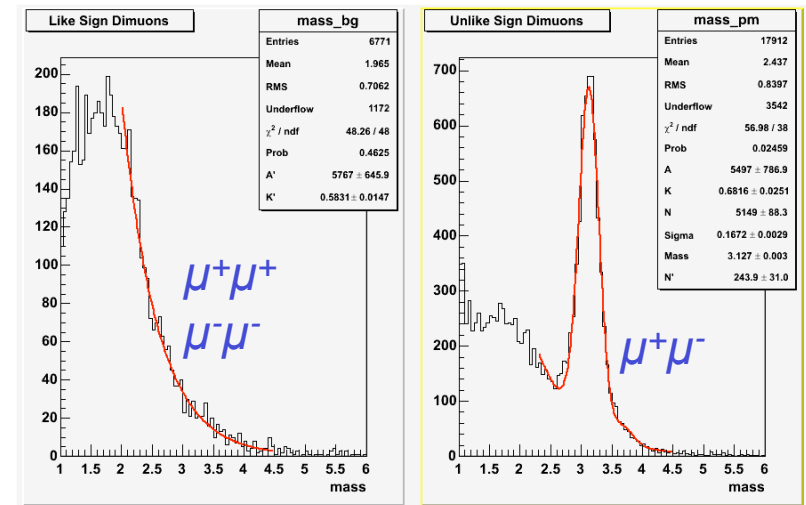 Like Sign Dimuons
mass_bg
Entries 6771
Mean 1.965
RMS 0.7062
Underflow 1172
χ² / ndf 48.26 / 48
Prob 0.4625
A' 5767 ± 645.9
K' 0.5831 ± 0.0147
200
180
160
140
120
100
80
60
40
20
0
μ⁺μ⁺
μ⁻μ⁻
1 1.5 2 2.5 3 3.5 4 4.5 5 5.5 6
mass
Unlike Sign Dimuons
mass_pm
Entries 17912
Mean 2.437
RMS 0.8397
Underflow 3542
χ² / ndf 56.98 / 38
Prob 0.02459
A 5497 ± 786.9
K 0.6816 ± 0.0251
N 5149 ± 88.3
Sigma 0.1672 ± 0.0029
Mass 3.127 ± 0.003
N' 243.9 ± 31.0
700
600
500
400
300
200
100
0
μ⁺μ⁻
1 1.5 2 2.5 3 3.5 4 4.5 5 5.5 6
mass